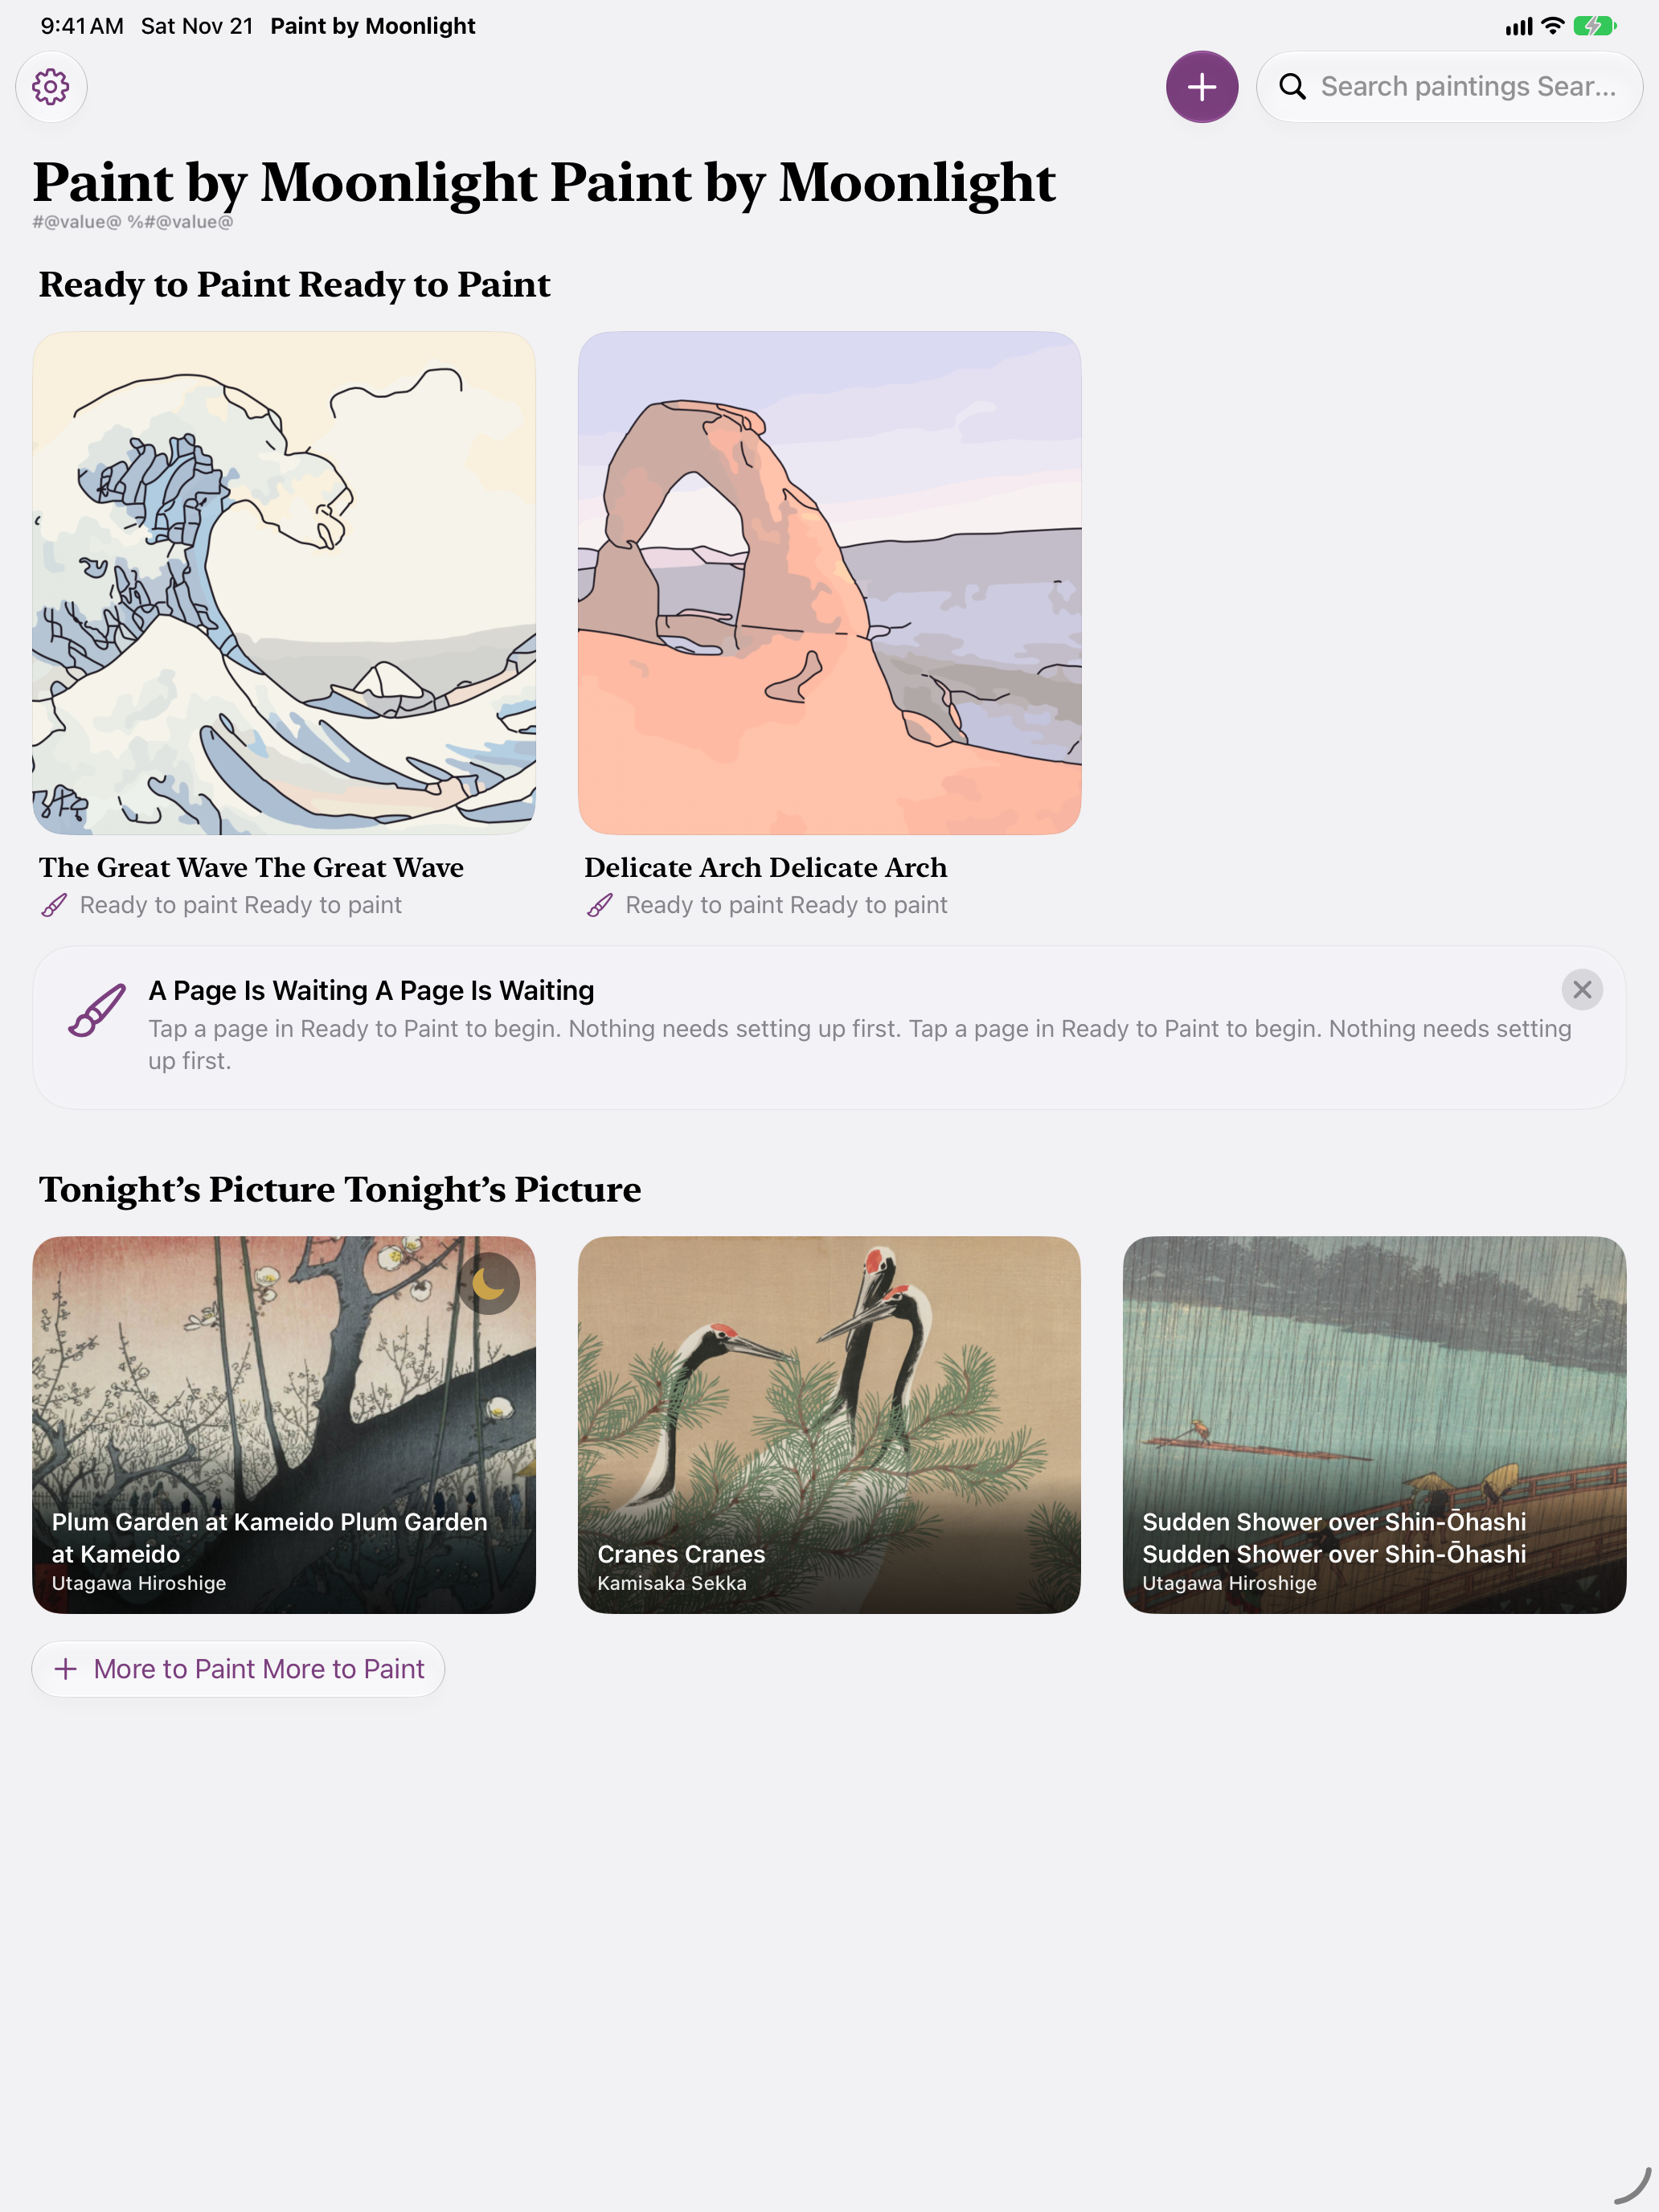 9:41 AM Sat Nov 21 Paint by Moonlight
Search paintings Sear...
Paint by Moonlight Paint by Moonlight
#@value@ %#@value@
Ready to Paint Ready to Paint
The Great Wave The Great Wave
Ready to paint Ready to paint
Delicate Arch Delicate Arch
Ready to paint Ready to paint
A Page Is Waiting A Page Is Waiting
Tap a page in Ready to Paint to begin. Nothing needs setting up first. Tap a page in Ready to Paint to begin. Nothing needs setting
up first.
Tonight’s Picture Tonight’s Picture
Plum Garden at Kameido Plum Garden
at Kameido
Utagawa Hiroshige
Cranes Cranes
Kamisaka Sekka
Sudden Shower over Shin-Ōhashi
Sudden Shower over Shin-Ōhashi
Utagawa Hiroshige
More to Paint More to Paint